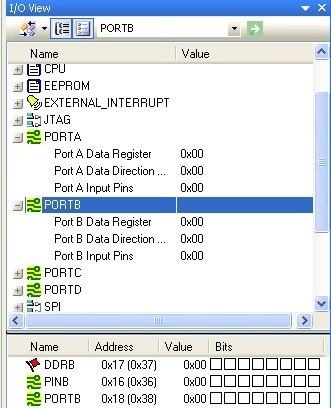 I/O View
PORTB
Name Value
CPU
EEPROM
EXTERNAL_INTERRUPT
JTAG
PORTA
Port A Data Register 0x00
Port A Data Direction ... 0x00
Port A Input Pins 0x00
PORTB
Port B Data Register 0x00
Port B Data Direction ... 0x00
Port B Input Pins 0x00
PORTC
PORTD
SPI
Name Address Value Bits
DDRB 0x17 (0x37) 0x00
PINB 0x16 (0x36) 0x00
PORTB 0x18 (0x38) 0x00